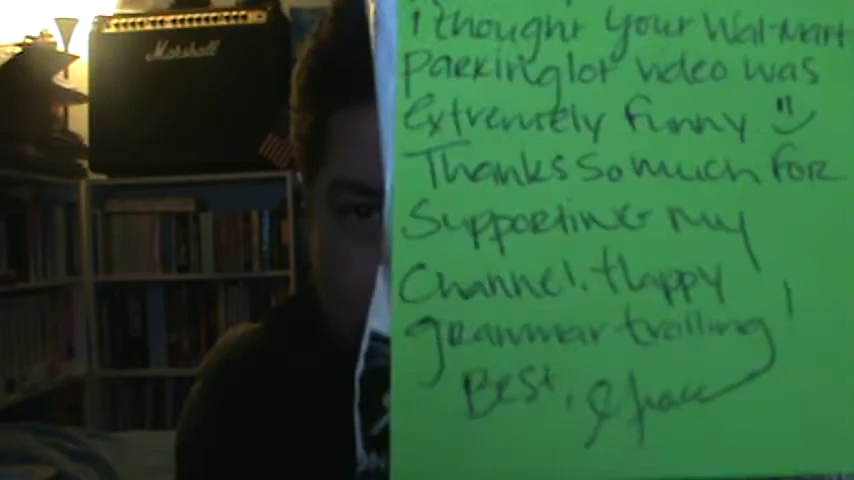 Marshall
i thought your Wal-Mart
parkinglot video was
extremely funny
Thanks so much for
supporting my
channel. Happy
grammar-trolling!
Best,